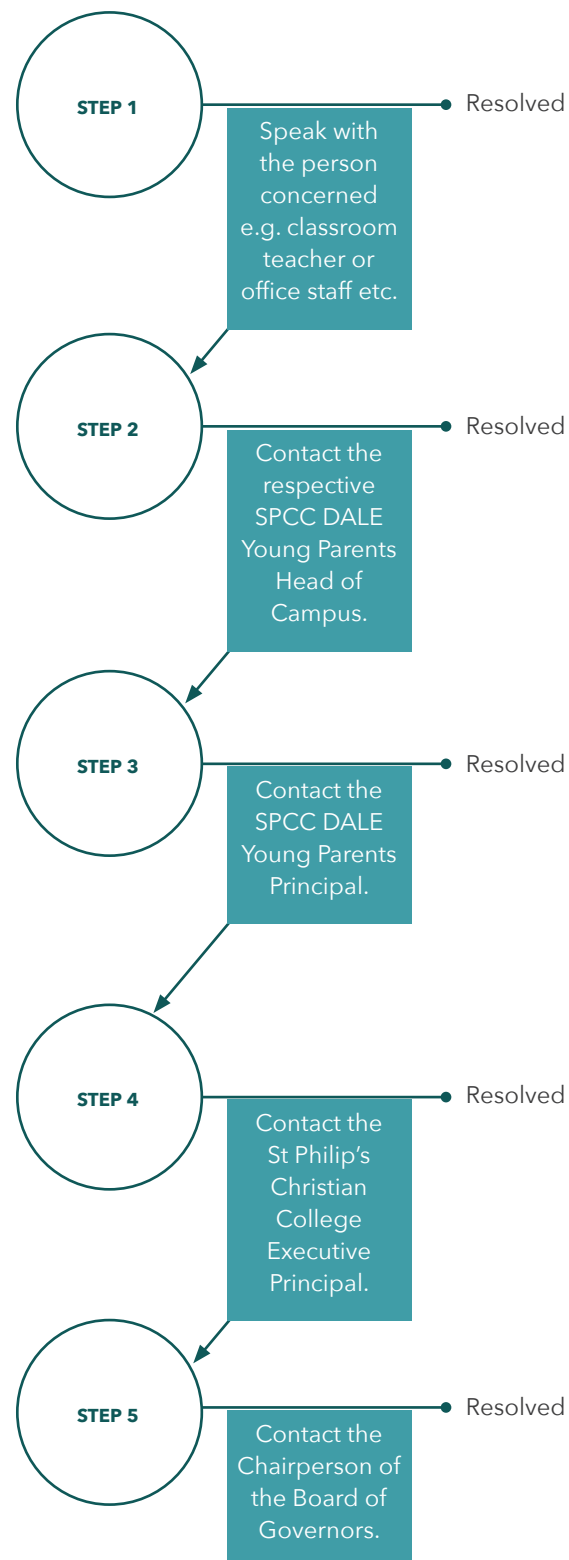 STEP 1
Resolved
Speak with
the person
concerned
e.g. classroom
teacher or
office staff etc.
STEP 2
Resolved
Contact the
respective
SPCC DALE
Young Parents
Head of
Campus.
STEP 3
Resolved
Contact the
SPCC DALE
Young Parents
Principal.
STEP 4
Resolved
Contact the
St Philip’s
Christian
College
Executive
Principal.
STEP 5
Resolved
Contact the
Chairperson of
the Board of
Governors.